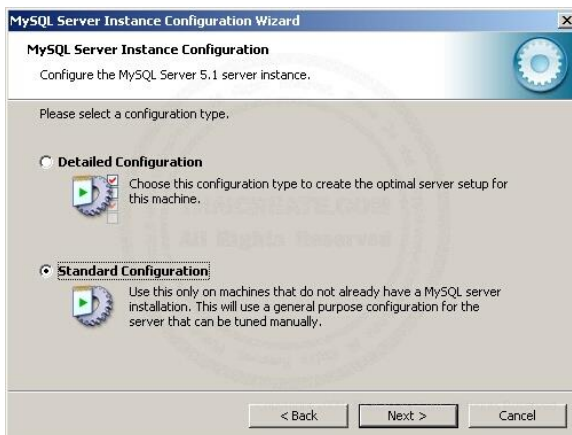 MySQL Server Instance Configuration Wizard
MySQL Server Instance Configuration
Configure the MySQL Server 5.1 server instance.
Please select a configuration type.
Detailed Configuration
Choose this configuration type to create the optimal server setup for
this machine.
All Rights Reserved
Standard Configuration
Use this only on machines that do not already have a MySQL server
installation. This will use a general purpose configuration for the
server that can be tuned manually.
< Back
Next >
Cancel